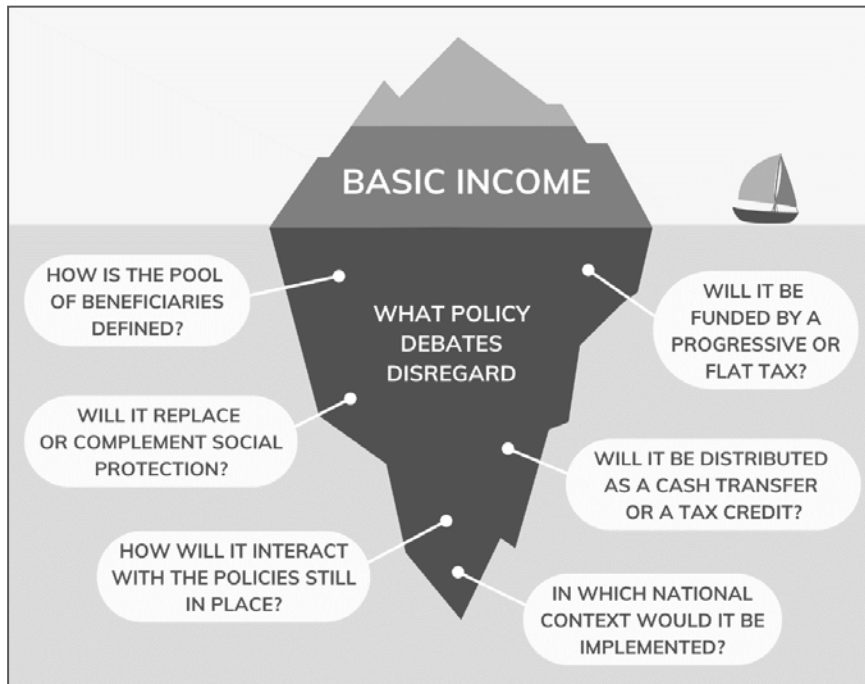 BASIC INCOME
WHAT POLICY
DEBATES
DISREGARD
HOW IS THE POOL
OF BENEFICIARIES
DEFINED?
WILL IT BE
FUNDED BY A
PROGRESSIVE OR
FLAT TAX?
WILL IT REPLACE
OR COMPLEMENT SOCIAL
PROTECTION?
WILL IT BE DISTRIBUTED
AS A CASH TRANSFER
OR A TAX CREDIT?
HOW WILL IT INTERACT
WITH THE POLICIES STILL
IN PLACE?
IN WHICH NATIONAL
CONTEXT WOULD IT BE
IMPLEMENTED?